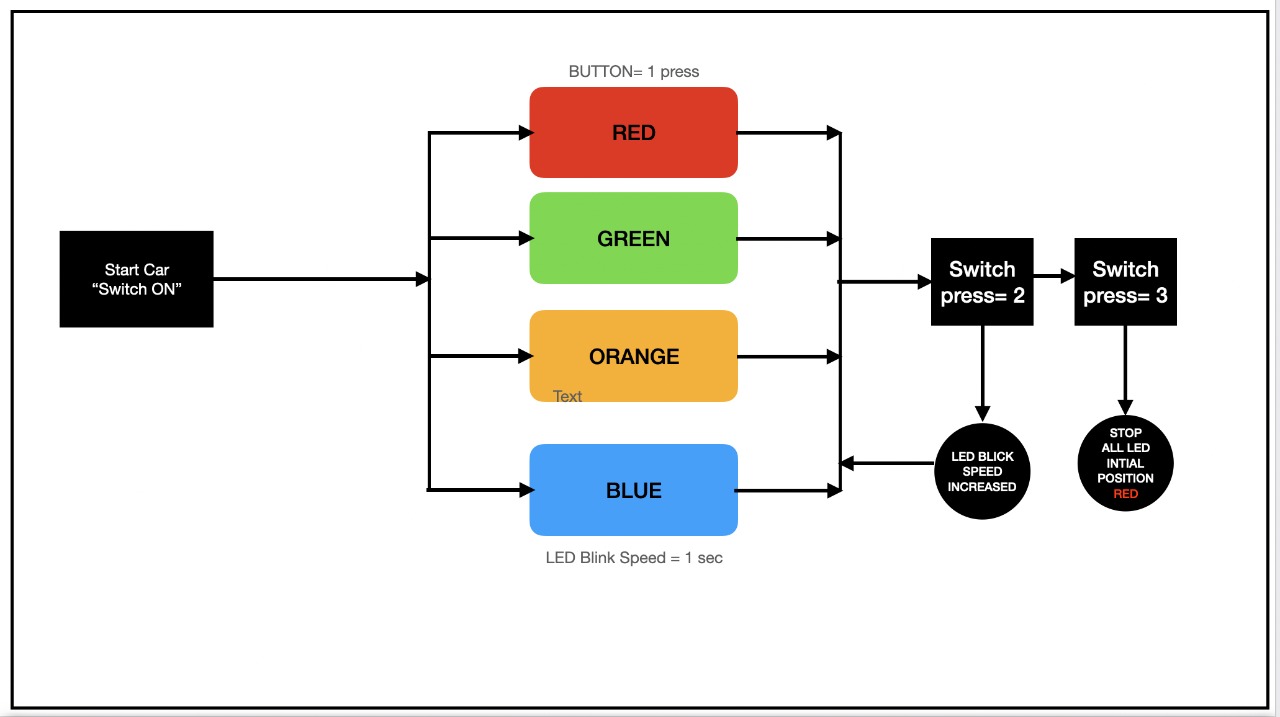 BUTTON= 1 press
RED
GREEN
Start Car
“Switch ON”
Switch
press= 2
Switch
press= 3
ORANGE
Text
BLUE
LED BLICK
SPEED
INCREASED
STOP
ALL LED
INTIAL
POSITION
RED
LED Blink Speed = 1 sec